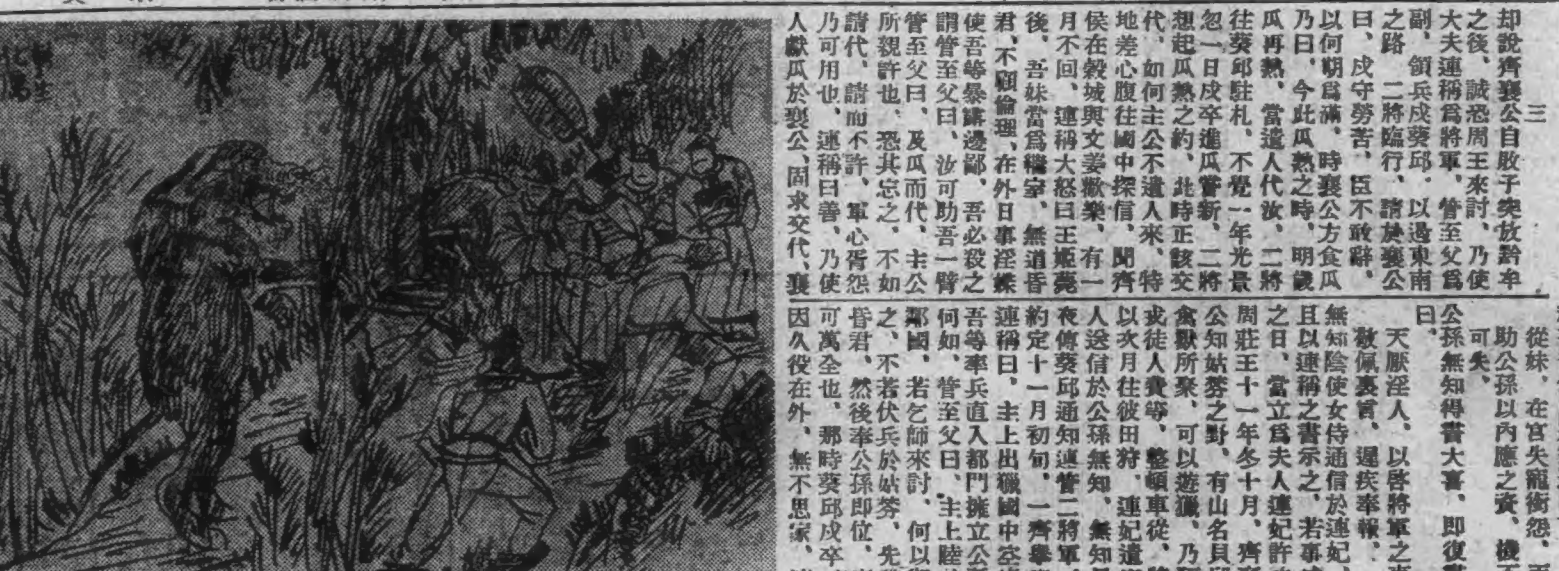 三
却說齊襄公自敗子突放黔牟
之後、誠恐周王來討、乃使
大夫連稱爲將軍、管至父爲
副、領兵戍葵邱、以遏東南
之路　二將臨行、請於襄公
曰、戍守勞苦、臣不敢辭、
以何期爲滿、時襄公方食瓜
乃曰、今此瓜熟之時、明歲
瓜再熟、當遣人代汝、二將
往葵邱駐札、不覺一年光景
忽一日戍卒進瓜嘗新、二將
想起瓜熟之約、此時正該交
代、如何主公不遣人來、特
地差心腹往國中探信、聞齊
侯在穀城與文姜歡樂、有一
月不回、連稱大怒曰王姬薨
後、吾妹當爲繼室、無道昏
君、不顧倫理、在外日事淫媟
使吾等暴露邊鄙、吾必殺之
謂管至父曰、汝可助吾一臂
管至父曰、及瓜而代、主公
所親許也、恐其忘之、不如
請代、請而不許、軍心胥怨
乃可用也、連稱曰善、乃使
人獻瓜於襄公、固求交代、襄
從妹、在宮失寵銜怨、
助公孫以內應之資、機
可失、
公孫無知得書大喜、即復
曰、
天厭淫人、以啓將軍之
敬佩裏言、遲疾奉報、
無知陰使女侍通信於連妃、
且以連稱之書示之、若事
之日、當立爲夫人連妃許
周莊王十一年冬十月、齊
公知姑棼之野、有山名貝
禽獸所聚、可以遊獵、乃
戒徒人費等、整頓車從、
以次月往彼田狩、連妃遣
人送信於公孫無知、無知
夜傳葵邱通知連管二將軍
約定十一月初旬、一齊舉
連稱曰、主上出獵國中空
吾等率兵直入都門擁立公
何如、管至父曰、主上睦
鄰國、若乞師來討、何以
之、不若伏兵於姑棼、先
昏君、然後奉公孫即位、
可萬全也、那時葵邱戍卒
因久役在外、無不思家、